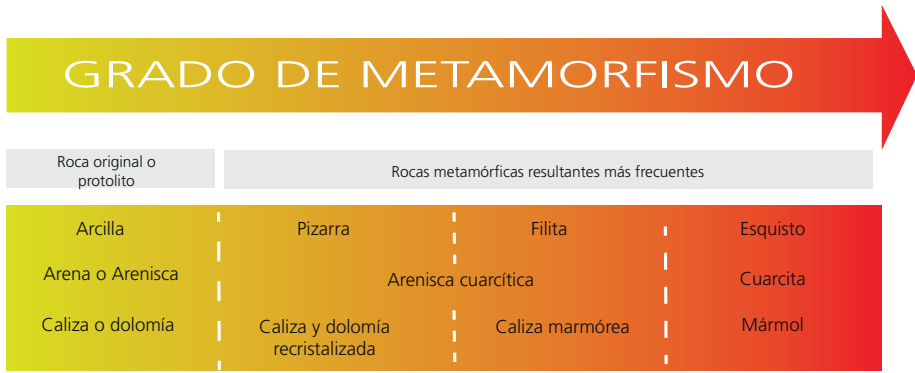 GRADO DE METAMORFISMO
Roca original o
protolito
Rocas metamórficas resultantes más frecuentes
Arcilla
Pizarra
Filita
Esquisto
Arena o Arenisca
Arenisca cuarcítica
Cuarcita
Caliza o dolomía
Caliza y dolomía
recristalizada
Caliza marmórea
Mármol